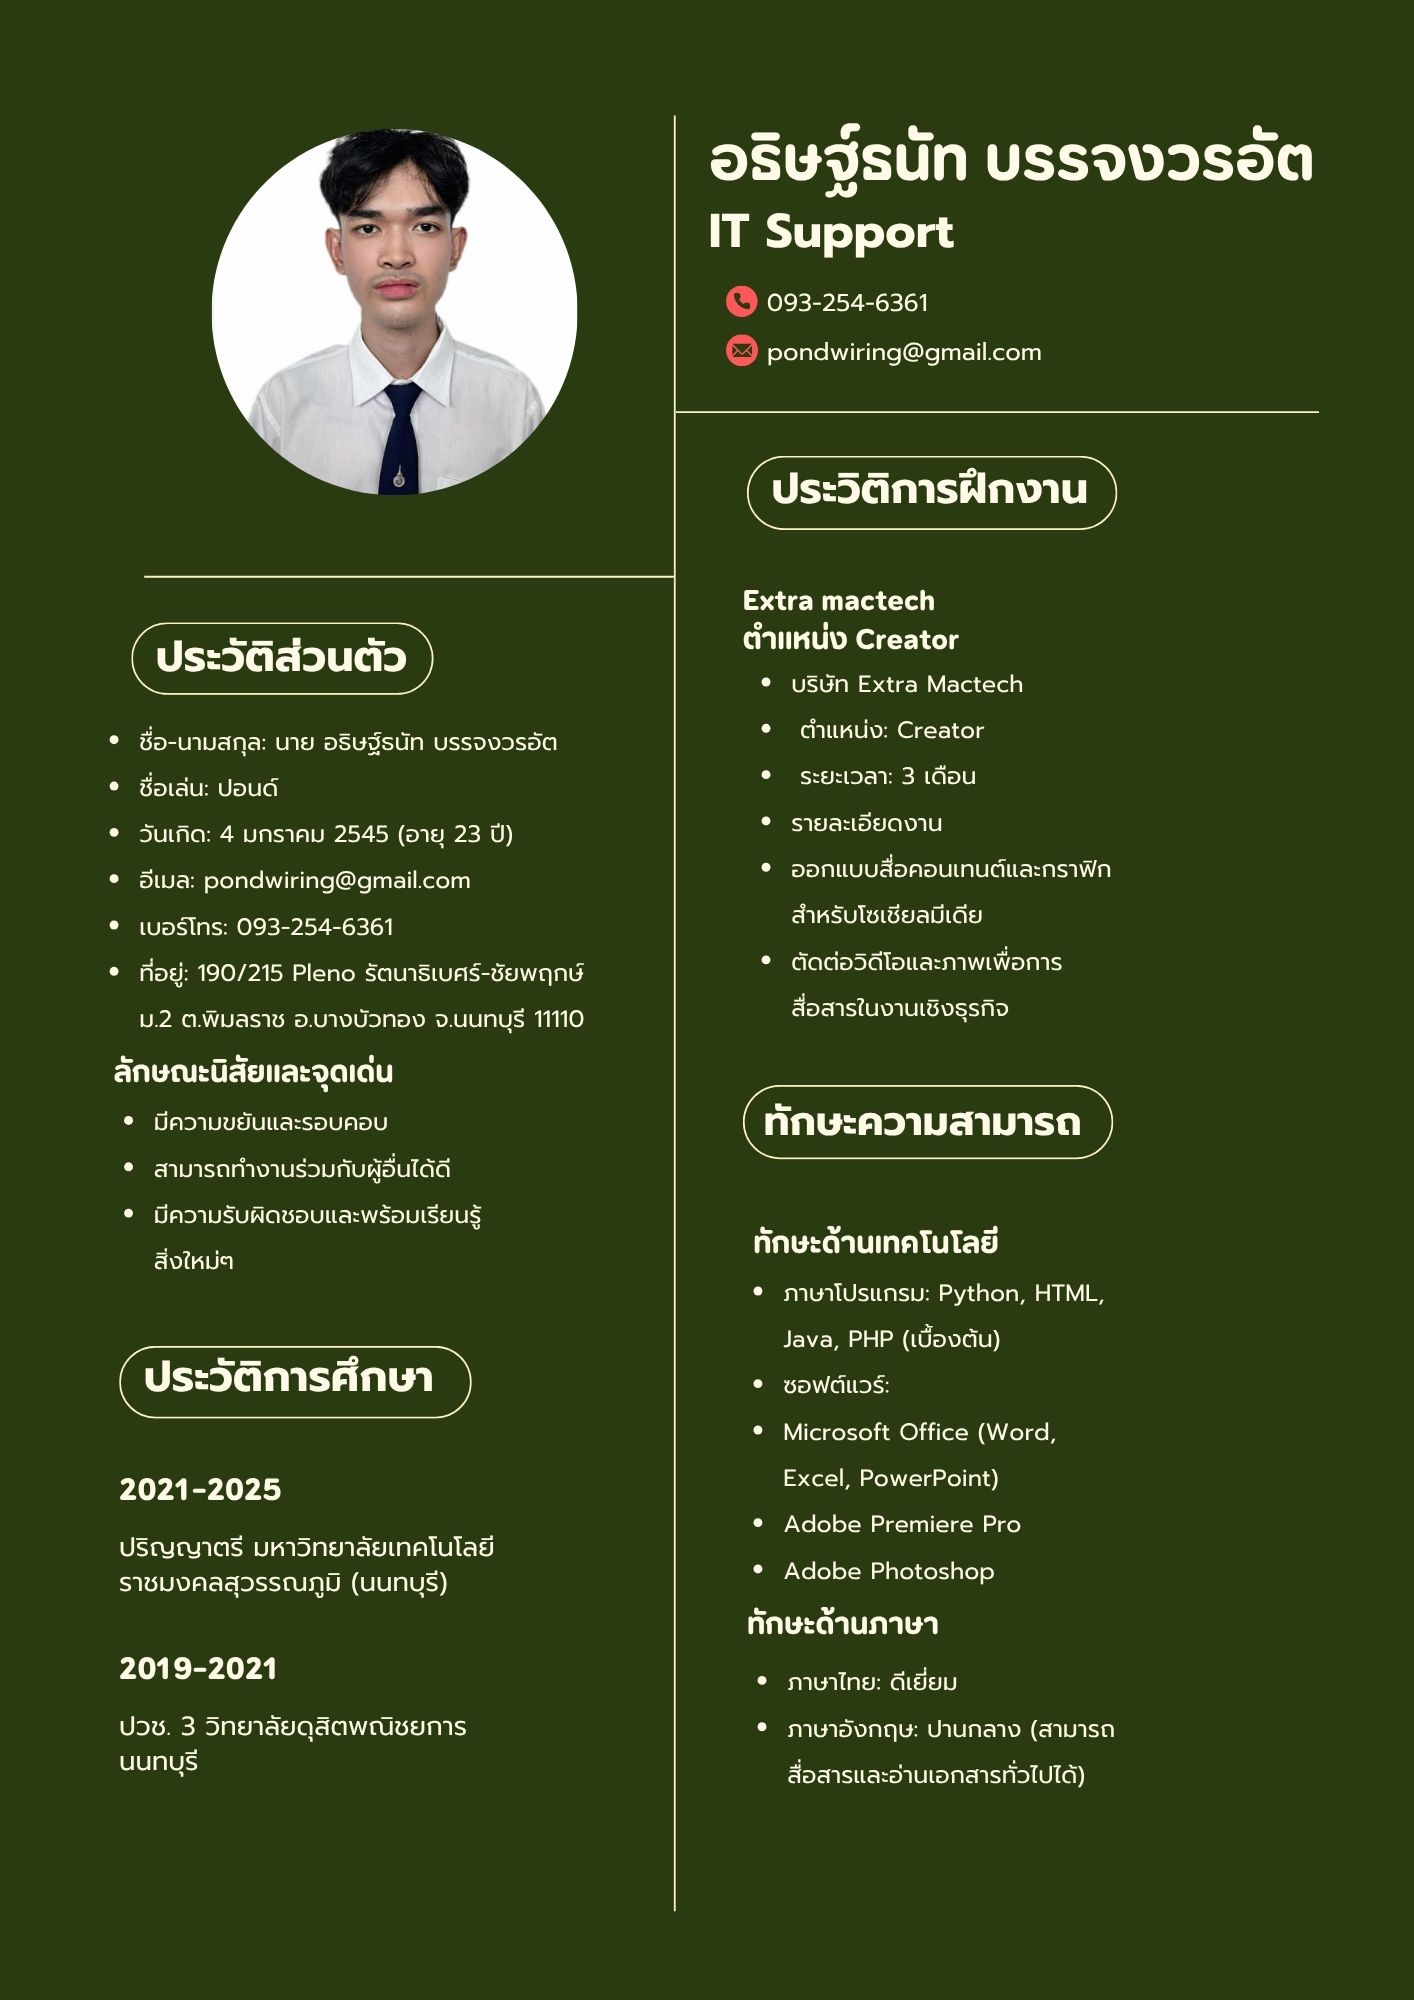 อธิษฐ์ธนัท บรรจงวรอัต
IT Support
093-254-6361
pondwiring@gmail.com
ประวัติส่วนตัว
ชื่อ-นามสกุล: นาย อธิษฐ์ธนัท บรรจงวรอัต
ชื่อเล่น: ปอนด์
วันเกิด: 4 มกราคม 2545 (อายุ 23 ปี)
อีเมล: pondwiring@gmail.com
เบอร์โทร: 093-254-6361
ที่อยู่: 190/215 Pleno รัตนาธิเบศร์-ชัยพฤกษ์
ม.2 ต.พิมลราช อ.บางบัวทอง จ.นนทบุรี 11110
ลักษณะนิสัยและจุดเด่น
มีความขยันและรอบคอบ
สามารถทำงานร่วมกับผู้อื่นได้ดี
มีความรับผิดชอบและพร้อมเรียนรู้
สิ่งใหม่ๆ
ประวัติการศึกษา
2021-2025
ปริญญาตรี มหาวิทยาลัยเทคโนโลยี
ราชมงคลสุวรรณภูมิ (นนทบุรี)
2019-2021
ปวช. 3 วิทยาลัยดุสิตพณิชยการ
นนทบุรี
ประวิติการฝึกงาน
Extra mactech
ตำแหน่ง Creator
บริษัท Extra Mactech
ตำแหน่ง: Creator
ระยะเวลา: 3 เดือน
รายละเอียดงาน
ออกแบบสื่อคอนเทนต์และกราฟิก
สำหรับโซเชียลมีเดีย
ตัดต่อวิดีโอและภาพเพื่อการ
สื่อสารในงานเชิงธุรกิจ
ทักษะความสามารถ
ทักษะด้านเทคโนโลยี
ภาษาโปรแกรม: Python, HTML,
Java, PHP (เบื้องต้น)
ซอฟต์แวร์:
Microsoft Office (Word,
Excel, PowerPoint)
Adobe Premiere Pro
Adobe Photoshop
ทักษะด้านภาษา
ภาษาไทย: ดีเยี่ยม
ภาษาอังกฤษ: ปานกลาง (สามารถ
สื่อสารและอ่านเอกสารทั่วไปได้)